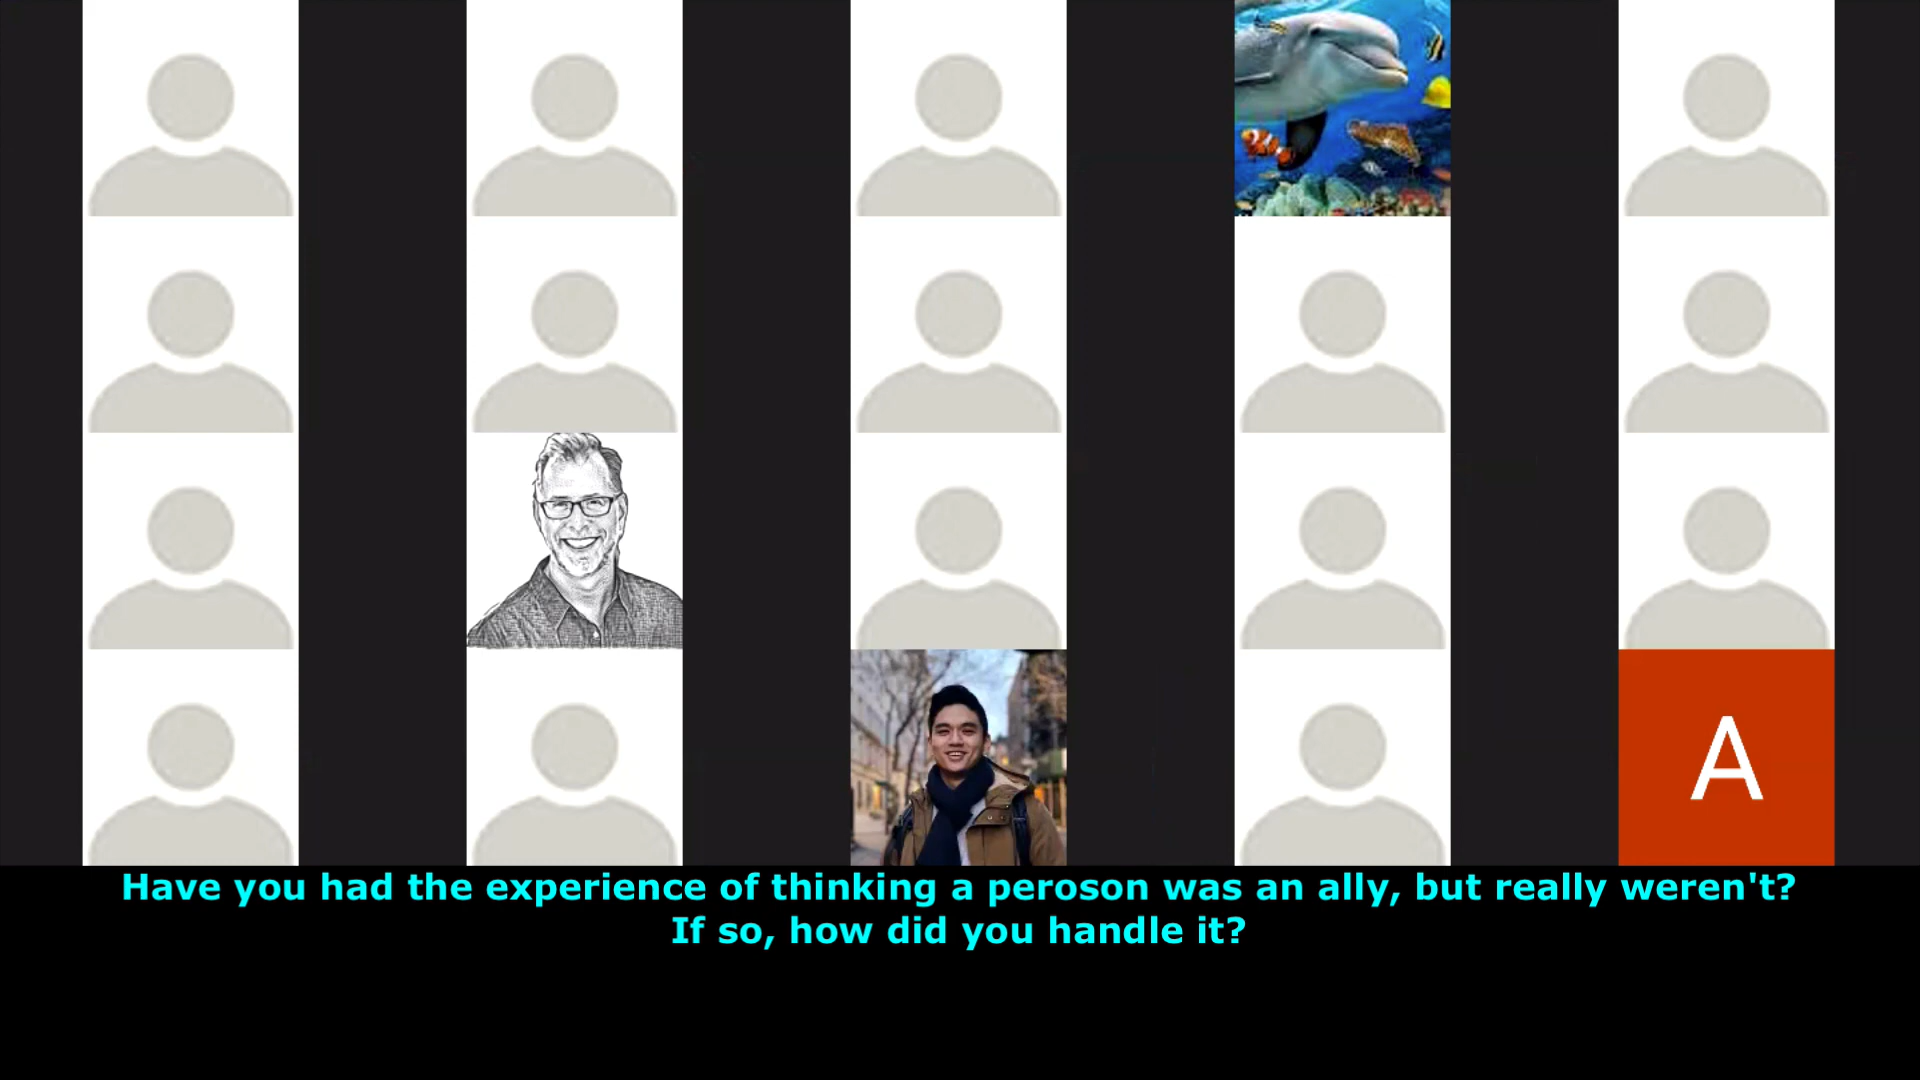 A
Have you had the experience of thinking a peroson was an ally, but really weren't?
If so, how did you handle it?